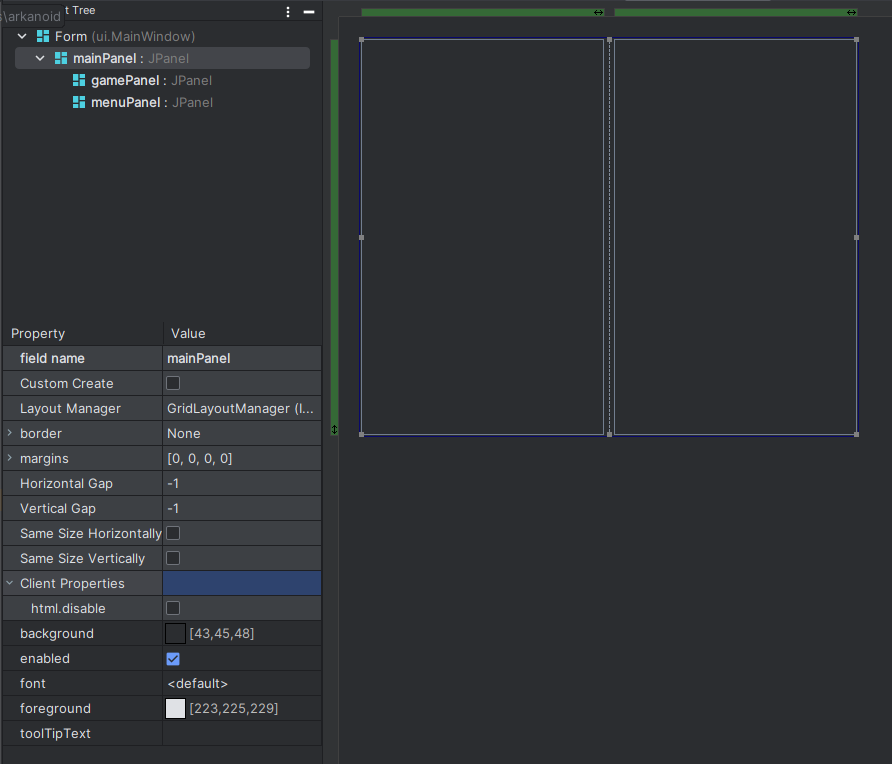 t Tree
s\arkanoid
Form (ui.MainWindow)
mainPanel : JPanel
gamePanel : JPanel
menuPanel : JPanel
Property Value
field name mainPanel
Custom Create
Layout Manager GridLayoutManager (I...
border None
margins [0, 0, 0, 0]
Horizontal Gap -1
Vertical Gap -1
Same Size Horizontally
Same Size Vertically
Client Properties
html.disable
background [43,45,48]
enabled
font <default>
foreground [223,225,229]
toolTipText